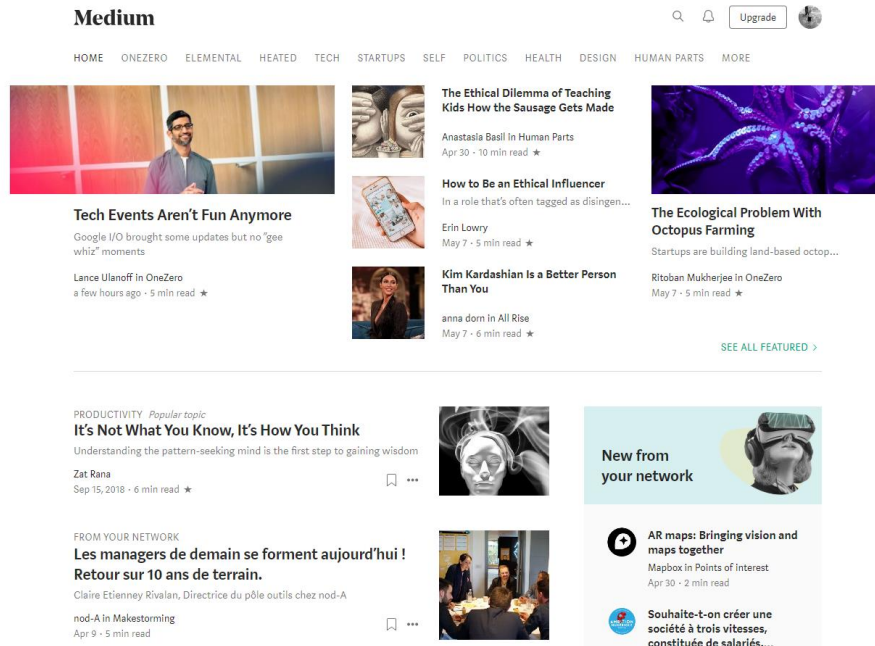 Medium
Upgrade
HOME ONEZERO ELEMENTAL HEATED TECH STARTUPS SELF POLITICS HEALTH DESIGN HUMAN PARTS MORE
Tech Events Aren't Fun Anymore
Google I/O brought some updates but no "gee
whiz" moments
Lance Ulanoff in OneZero
a few hours ago · 5 min read ★
The Ethical Dilemma of Teaching
Kids How the Sausage Gets Made
Anastasia Basil in Human Parts
Apr 30 · 10 min read ★
How to Be an Ethical Influencer
In a role that's often tagged as disingen...
Erin Lowry
May 7 · 5 min read ★
Kim Kardashian Is a Better Person
Than You
anna dorn in All Rise
May 7 · 6 min read ★
The Ecological Problem With
Octopus Farming
Startups are building land-based octop...
Ritoban Mukherjee in OneZero
May 7 · 5 min read ★
SEE ALL FEATURED >
PRODUCTIVITY Popular topic
It's Not What You Know, It's How You Think
Understanding the pattern-seeking mind is the first step to gaining wisdom
Zat Rana
Sep 15, 2018 · 6 min read ★
FROM YOUR NETWORK
Les managers de demain se forment aujourd'hui !
Retour sur 10 ans de terrain.
Claire Etienney Rivalan, Directrice du pôle outils chez nod-A
nod-A in Makestorming
Apr 9 · 5 min read
New from
your network
AR maps: Bringing vision and
maps together
Mapbox in Points of interest
Apr 30 · 2 min read
Souhaite-t-on créer une
société à trois vitesses,
constituée de salariés,...